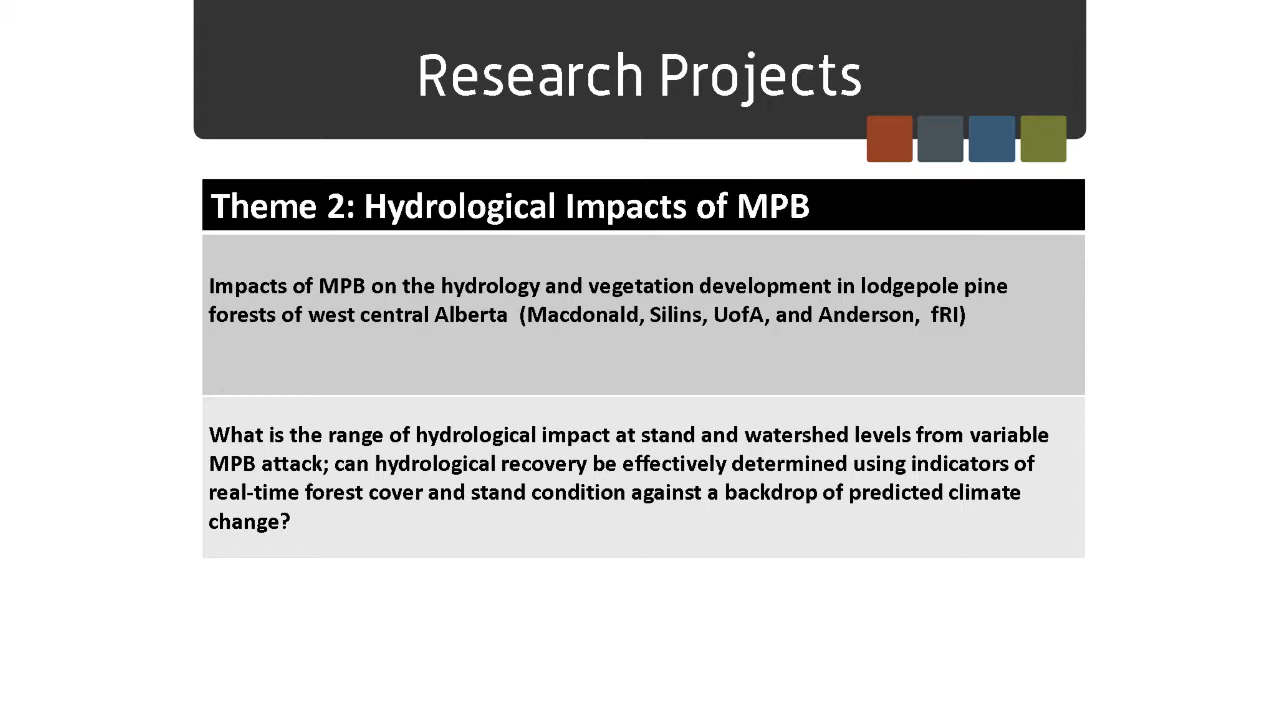 Research Projects
Theme 2: Hydrological Impacts of MPB
Impacts of MPB on the hydrology and vegetation development in lodgepole pine
forests of west central Alberta  (Macdonald, Silins, UofA, and Anderson,  fRI)
What is the range of hydrological impact at stand and watershed levels from variable
MPB attack; can hydrological recovery be effectively determined using indicators of
real-time forest cover and stand condition against a backdrop of predicted climate
change?